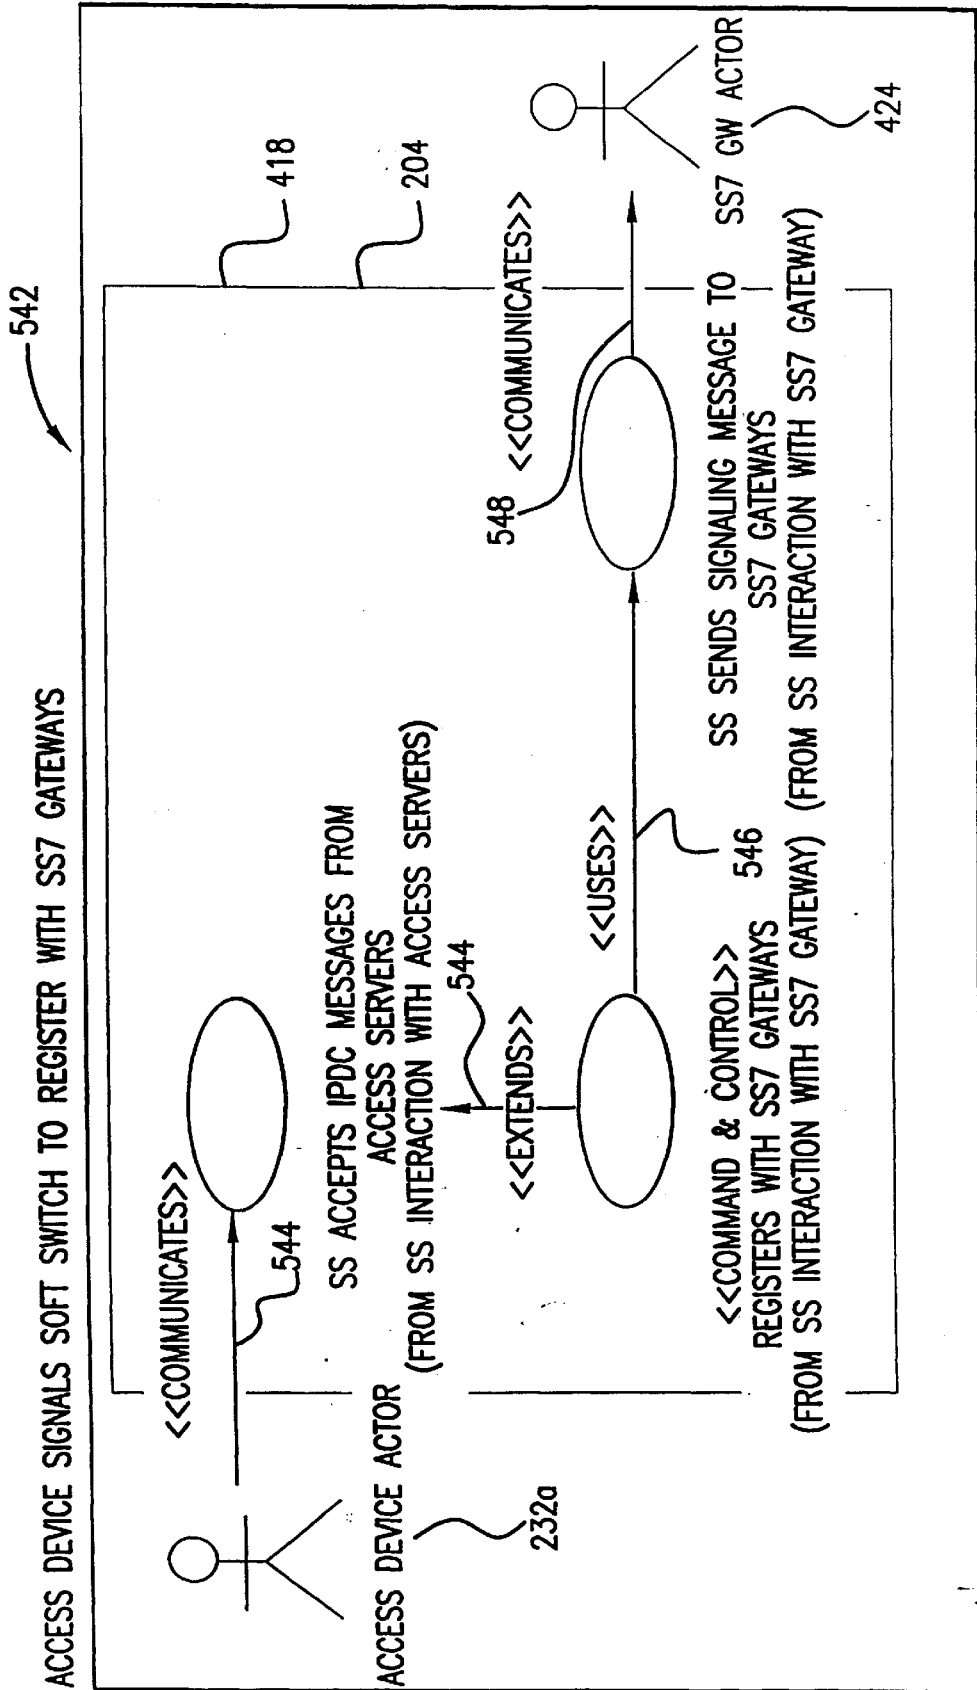 ACCESS DEVICE SIGNALS SOFT SWITCH TO REGISTER WITH SS7 GATEWAYS
542
418
204
<<COMMUNICATES>>
544
ACCESS DEVICE ACTOR
232a
SS ACCEPTS IPDC MESSAGES FROM
ACCESS SERVERS
(FROM SS INTERACTION WITH ACCESS SERVERS)
544
<<EXTENDS>>
<<USES>>
546
<<COMMAND & CONTROL>>
REGISTERS WITH SS7 GATEWAYS
(FROM SS INTERACTION WITH SS7 GATEWAY)
<<COMMUNICATES>>
548
SS SENDS SIGNALING MESSAGE TO
SS7 GATEWAYS
(FROM SS INTERACTION WITH SS7 GATEWAY)
SS7 GW ACTOR
424